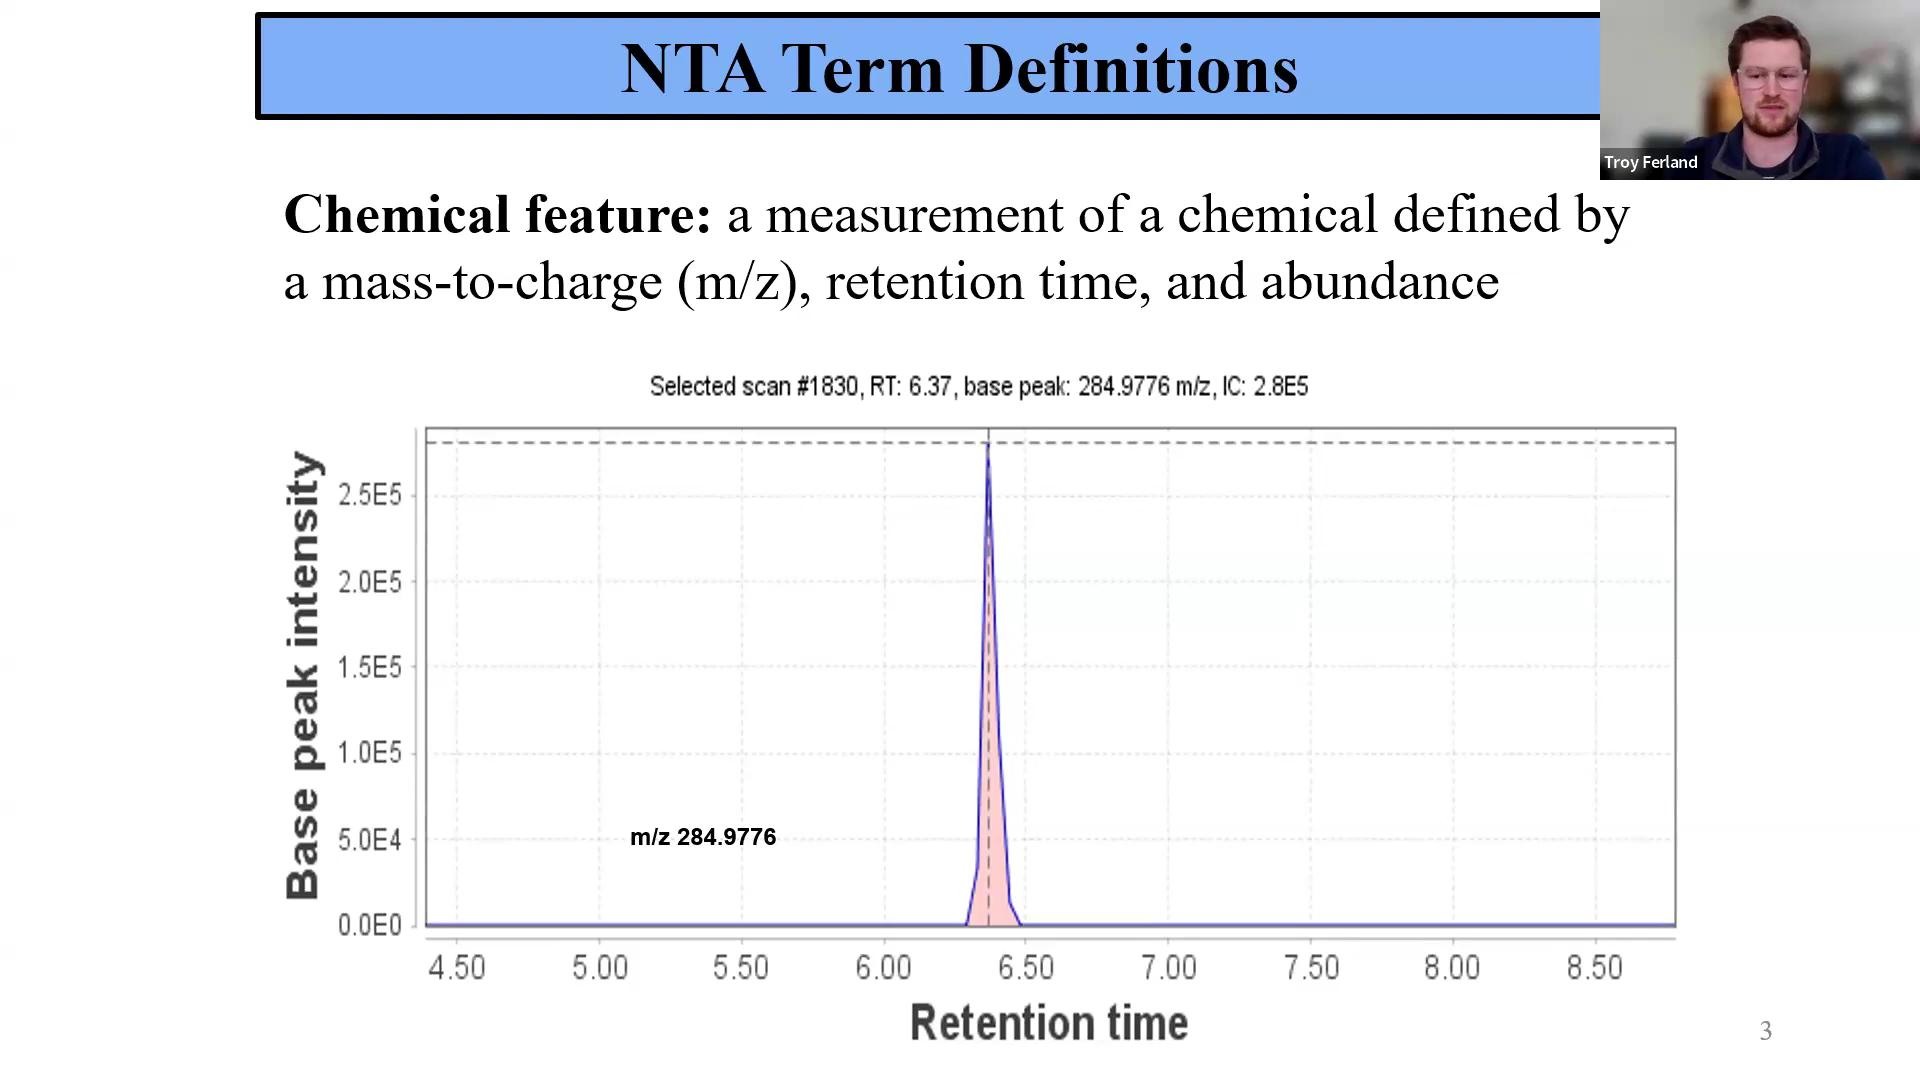 NTA Term Definitions
Troy Ferland
Chemical feature: a measurement of a chemical defined by
a mass-to-charge (m/z), retention time, and abundance
Selected scan #1830, RT: 6.37, base peak: 284.9776 m/z, IC: 2.8E5
Base peak intensity
2.5E5
2.0E5
1.5E5
1.0E5
5.0E4
0.0E0
m/z 284.9776
4.50 5.00 5.50 6.00 6.50 7.00 7.50 8.00 8.50
Retention time
3